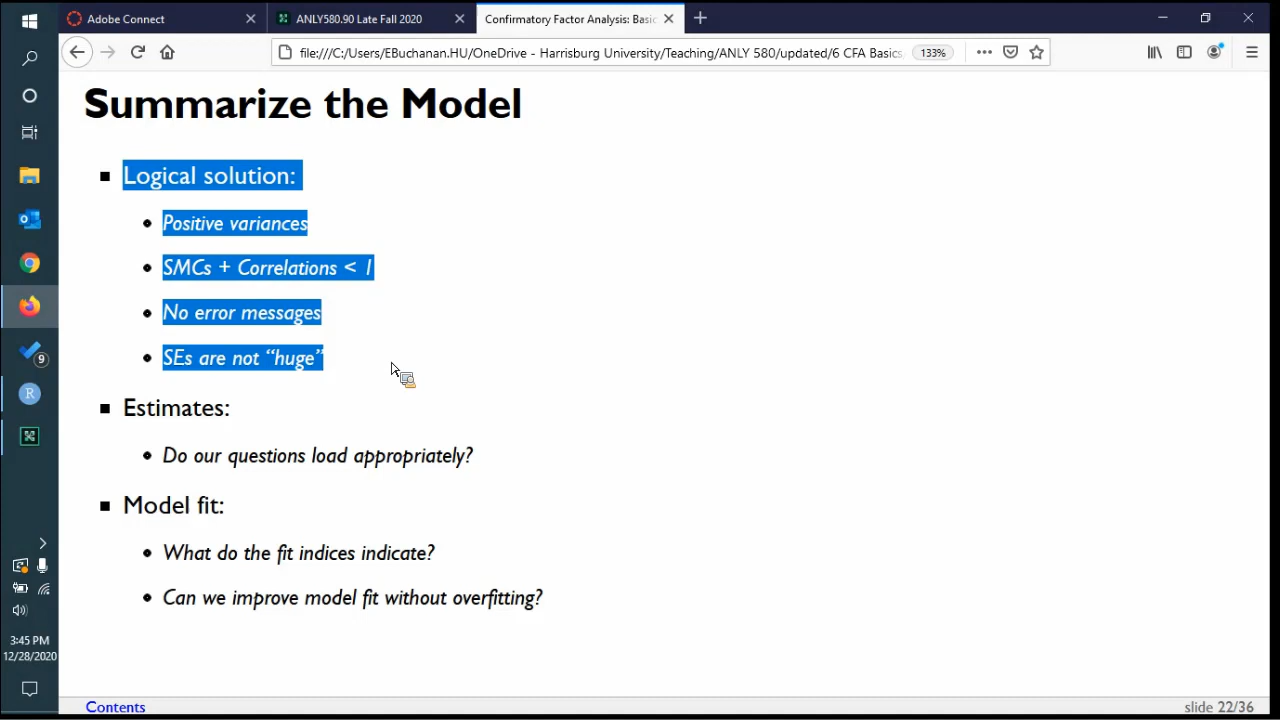 Adobe Connect
ANLY580.90 Late Fall 2020
Confirmatory Factor Analysis: Basic
file:///C:/Users/EBuchanan.HU/OneDrive - Harrisburg University/Teaching/ANLY 580/updated/6 CFA Basics,
133%
Summarize the Model
Logical solution:
Positive variances
SMCs + Correlations < 1
No error messages
SEs are not “huge”
Estimates:
Do our questions load appropriately?
Model fit:
What do the fit indices indicate?
Can we improve model fit without overfitting?
9
R
3:45 PM
12/28/2020
Contents
slide 22/36